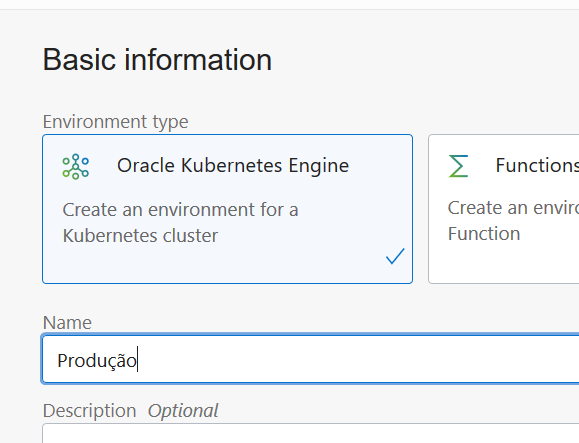 Basic information
Environment type
Oracle Kubernetes Engine
Create an environment for a
Kubernetes cluster
Functions
Create an
Function
Name
Produção
Description Optional